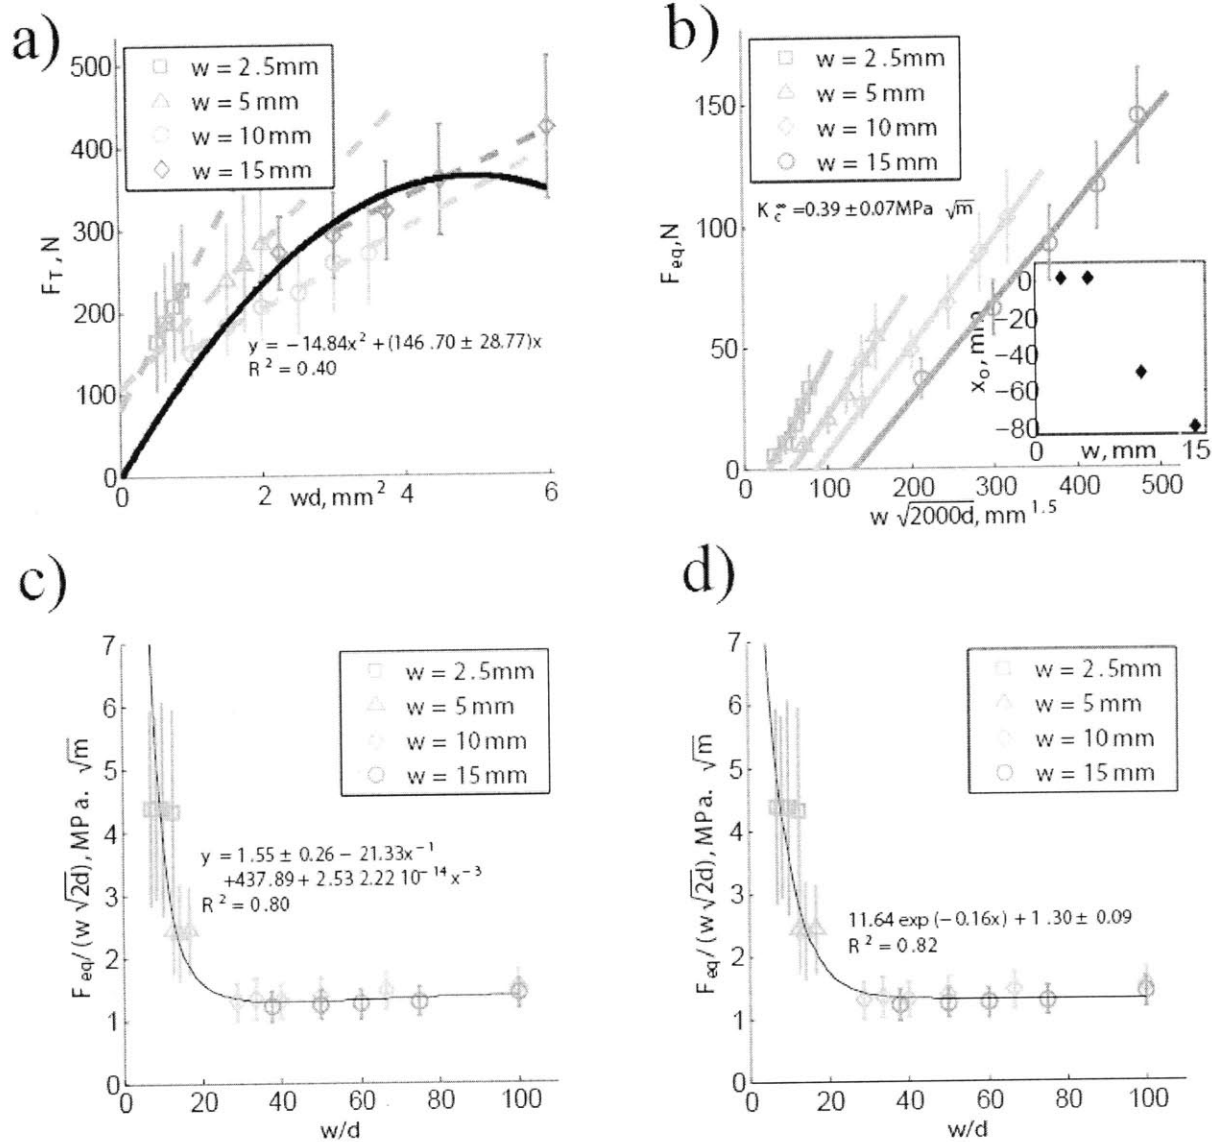 a)
500
400
300
200
100
0
F_T, N
w = 2.5mm
w = 5 mm
w = 10 mm
w = 15 mm
y = −14.84x² + (146.70 ± 28.77)x
R² = 0.40
0
2
4
6
wd, mm²
b)
150
100
50
0
F_eq, N
w = 2.5mm
w = 5 mm
w = 10 mm
w = 15 mm
K_c^∞ = 0.39 ± 0.07MPa √m
0
−20
−40
−60
−80
x_o, mm
0
w, mm
15
0
100
200
300
400
500
w √2000d, mm^1.5
c)
7
6
5
4
3
2
1
0
F_eq/(w √2d), MPa. √m
w = 2.5mm
w = 5 mm
w = 10 mm
w = 15 mm
y = 1.55 ± 0.26 − 21.33x⁻¹
+437.89 + 2.53 2.22 10⁻¹⁴ x⁻³
R² = 0.80
0
20
40
60
80
100
w/d
d)
7
6
5
4
3
2
1
0
F_eq/(w √2d), MPa. √m
w = 2.5mm
w = 5 mm
w = 10 mm
w = 15 mm
11.64 exp (−0.16x) + 1.30 ± 0.09
R² = 0.82
0
20
40
60
80
100
w/d